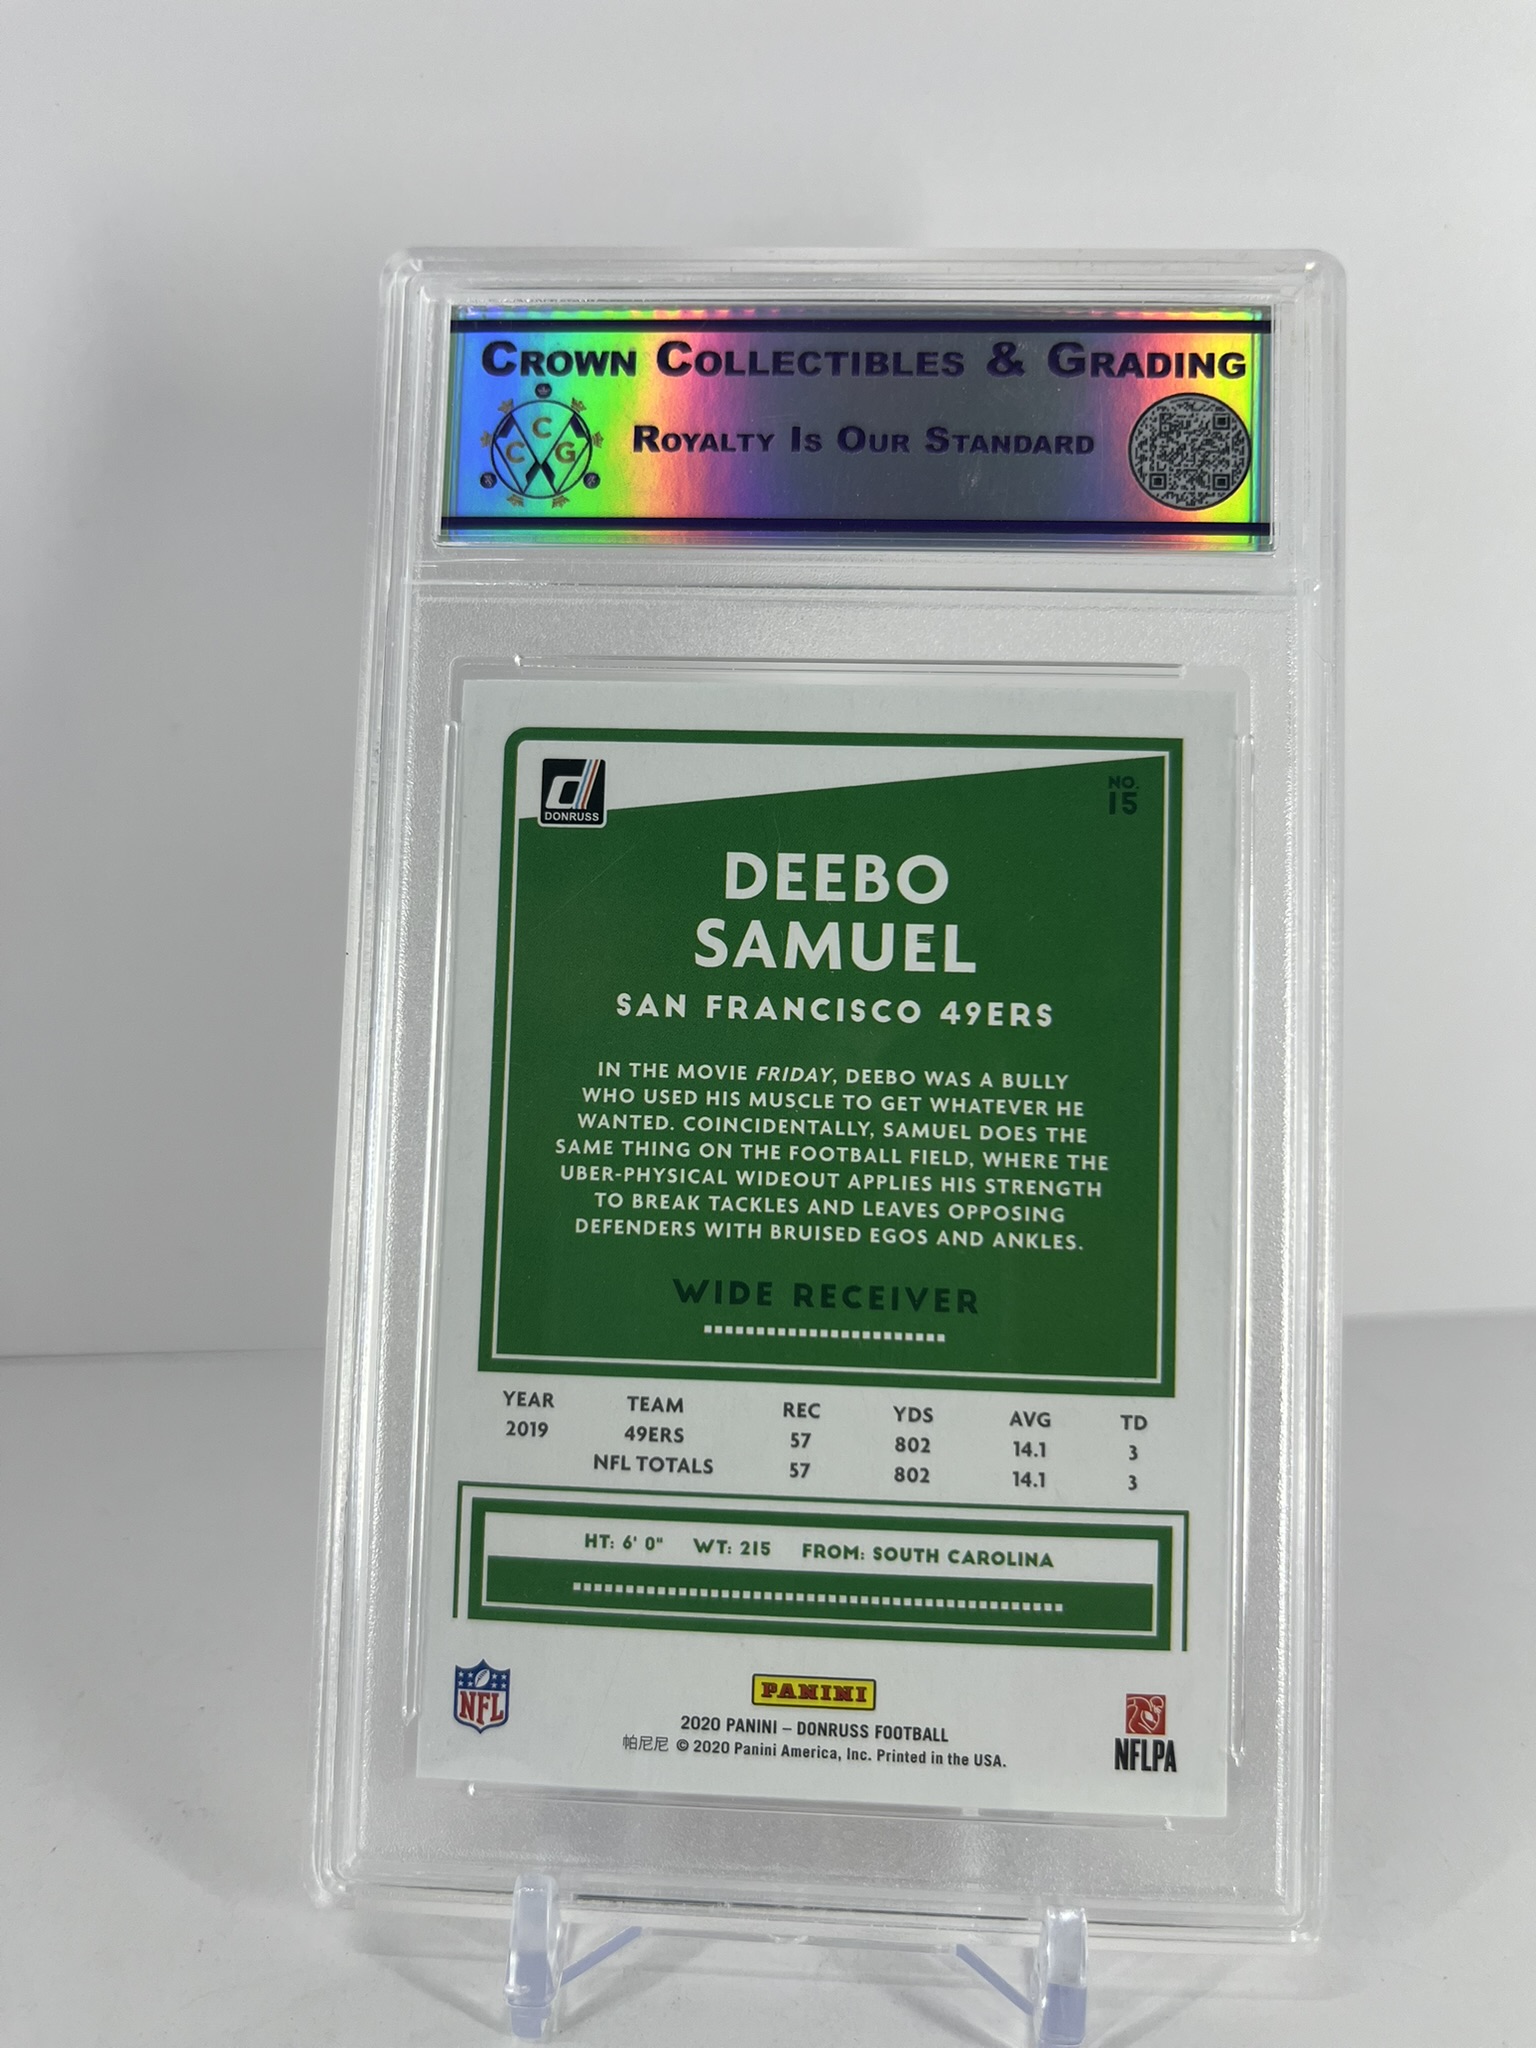 CROWN COLLECTIBLES & GRADING
C
C G
ROYALTY IS OUR STANDARD
d
DONRUSS
NO.
15
DEEBO
SAMUEL
SAN FRANCISCO 49ERS
IN THE MOVIE FRIDAY, DEEBO WAS A BULLY
WHO USED HIS MUSCLE TO GET WHATEVER HE
WANTED. COINCIDENTALLY, SAMUEL DOES THE
SAME THING ON THE FOOTBALL FIELD, WHERE THE
UBER-PHYSICAL WIDEOUT APPLIES HIS STRENGTH
TO BREAK TACKLES AND LEAVES OPPOSING
DEFENDERS WITH BRUISED EGOS AND ANKLES.
WIDE RECEIVER
YEAR TEAM REC YDS AVG TD
2019 49ERS 57 802 14.1 3
NFL TOTALS 57 802 14.1 3
HT: 6' 0" WT: 215 FROM: SOUTH CAROLINA
NFL
PANINI
2020 PANINI – DONRUSS FOOTBALL
帕尼尼 © 2020 Panini America, Inc. Printed in the USA.
NFLPA